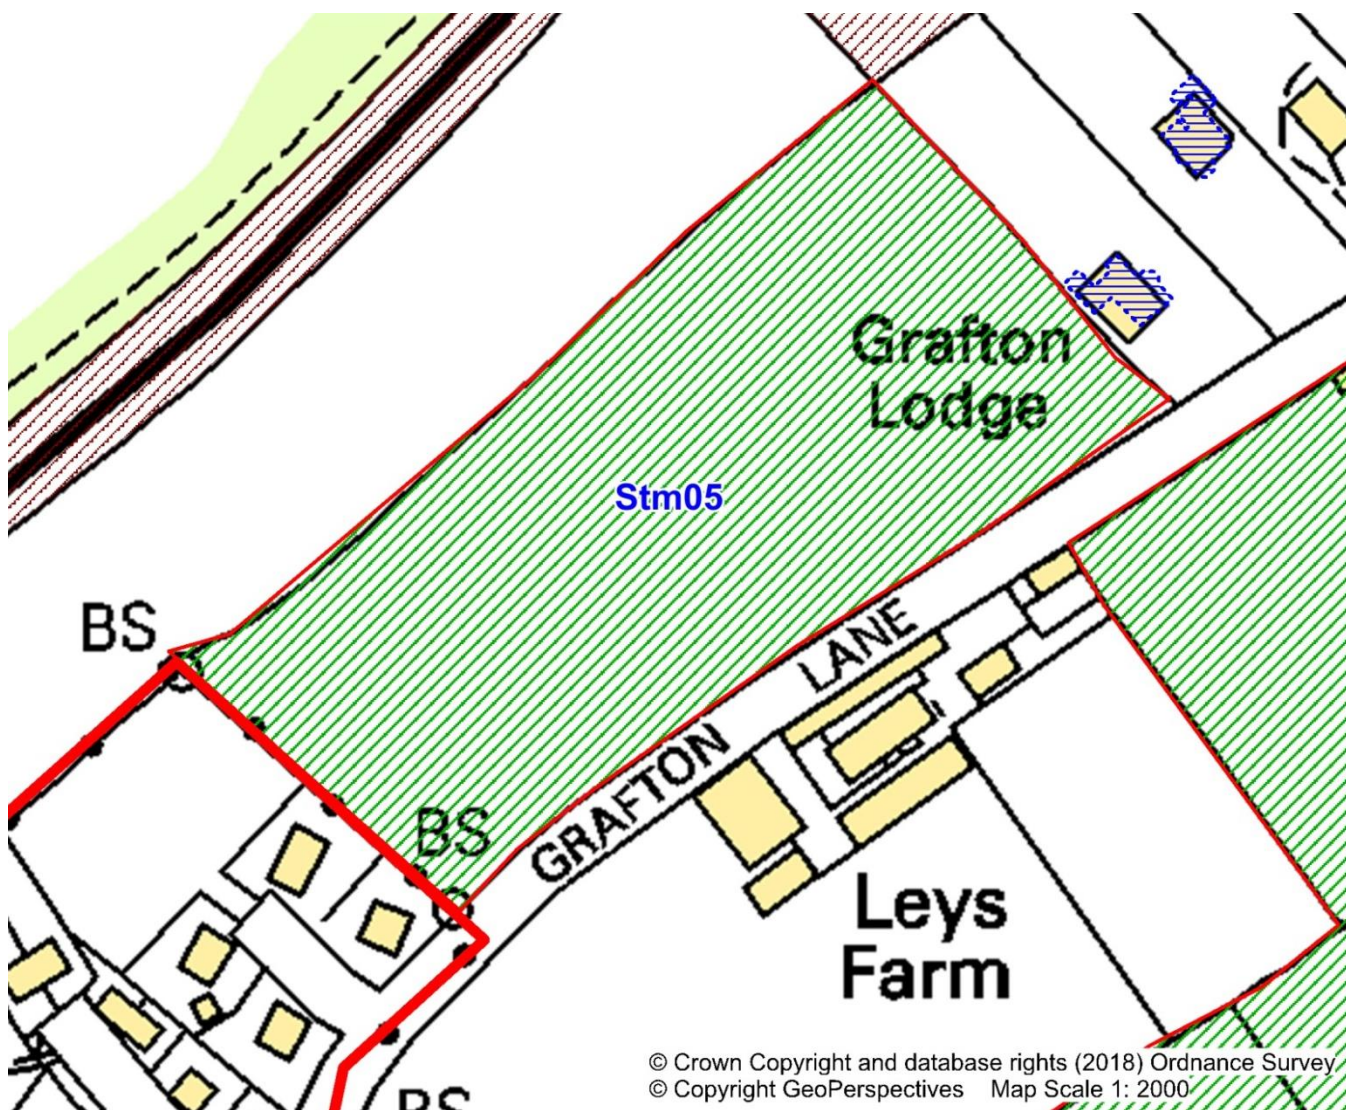 Grafton
Lodge
Stm05
BS
GRAFTON LANE
BS
Leys
Farm
© Crown Copyright and database rights (2018) Ordnance Survey
© Copyright GeoPerspectives Map Scale 1: 2000
BS